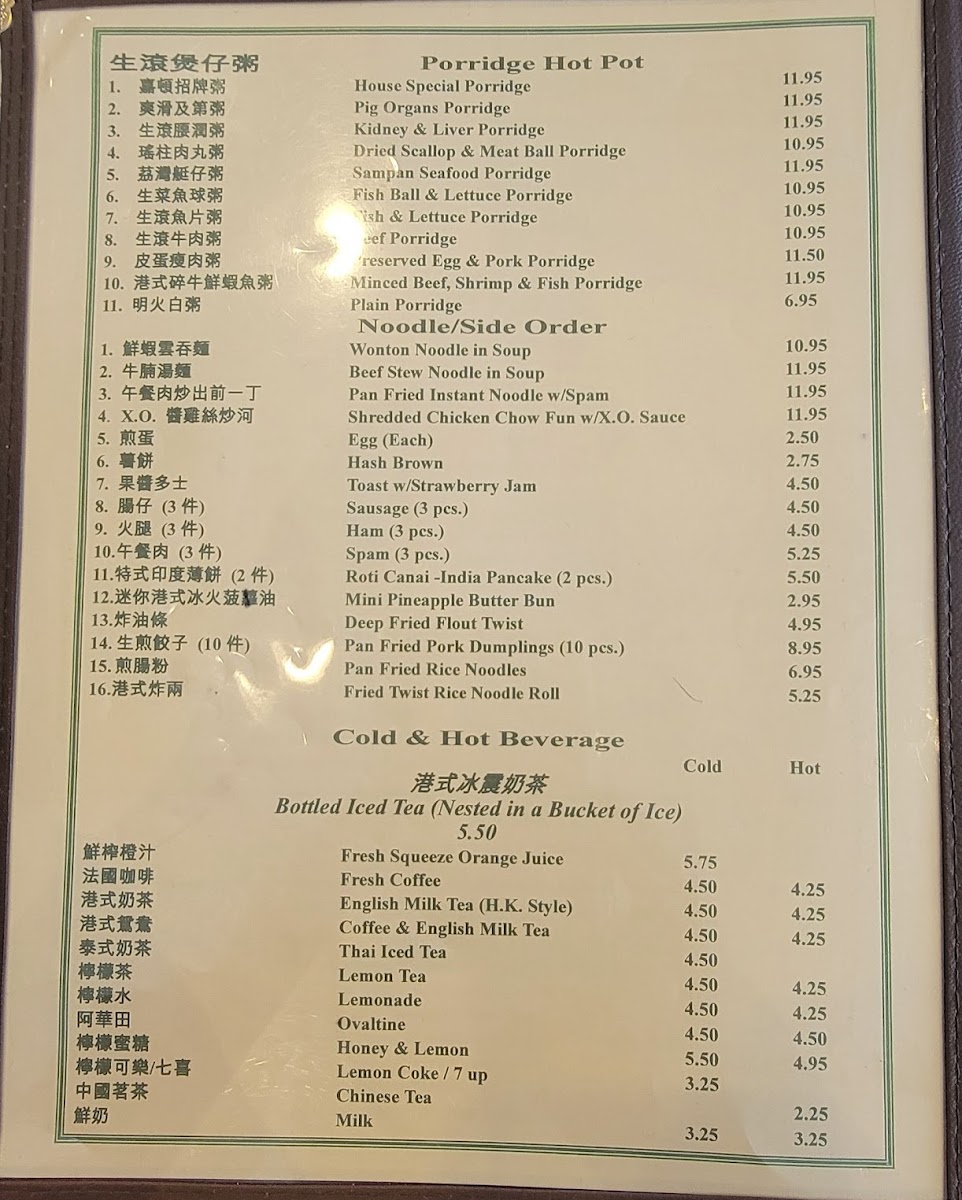 生滾煲仔粥 Porridge Hot Pot
1. 嘉頓招牌粥 House Special Porridge 11.95
2. 爽滑及第粥 Pig Organs Porridge 11.95
3. 生滾腰潤粥 Kidney & Liver Porridge 11.95
4. 瑤柱肉丸粥 Dried Scallop & Meat Ball Porridge 10.95
5. 荔灣艇仔粥 Sampan Seafood Porridge 11.95
6. 生菜魚球粥 Fish Ball & Lettuce Porridge 10.95
7. 生滾魚片粥 Fish & Lettuce Porridge 10.95
8. 生滾牛肉粥 Beef Porridge 10.95
9. 皮蛋瘦肉粥 Preserved Egg & Pork Porridge 11.50
10. 港式碎牛鮮蝦魚粥 Minced Beef, Shrimp & Fish Porridge 11.95
11. 明火白粥 Plain Porridge 6.95
Noodle/Side Order
1. 鮮蝦雲吞麵 Wonton Noodle in Soup 10.95
2. 牛腩湯麵 Beef Stew Noodle in Soup 11.95
3. 午餐肉炒出前一丁 Pan Fried Instant Noodle w/Spam 11.95
4. X.O. 醬雞絲炒河 Shredded Chicken Chow Fun w/X.O. Sauce 11.95
5. 煎蛋 Egg (Each) 2.50
6. 薯餅 Hash Brown 2.75
7. 果醬多士 Toast w/Strawberry Jam 4.50
8. 腸仔 (3 件) Sausage (3 pcs.) 4.50
9. 火腿 (3 件) Ham (3 pcs.) 4.50
10.午餐肉 (3 件) Spam (3 pcs.) 5.25
11.特式印度薄餅 (2 件) Roti Canai -India Pancake (2 pcs.) 5.50
12.迷你港式冰火菠蘿油 Mini Pineapple Butter Bun 2.95
13.炸油條 Deep Fried Flout Twist 4.95
14. 生煎餃子 (10 件) Pan Fried Pork Dumplings (10 pcs.) 8.95
15. 煎腸粉 Pan Fried Rice Noodles 6.95
16.港式炸兩 Fried Twist Rice Noodle Roll 5.25
Cold & Hot Beverage
Cold Hot
港式冰震奶茶
Bottled Iced Tea (Nested in a Bucket of Ice)
5.50
鮮榨橙汁 Fresh Squeeze Orange Juice 5.75
法國咖啡 Fresh Coffee 4.50 4.25
港式奶茶 English Milk Tea (H.K. Style) 4.50 4.25
港式鴛鴦 Coffee & English Milk Tea 4.50 4.25
泰式奶茶 Thai Iced Tea 4.50
檸檬茶 Lemon Tea 4.50 4.25
檸檬水 Lemonade 4.50 4.25
阿華田 Ovaltine 4.50 4.50
檸檬蜜糖 Honey & Lemon 5.50 4.95
檸檬可樂/七喜 Lemon Coke / 7 up 3.25
中國茗茶 Chinese Tea 2.25
鮮奶 Milk 3.25 3.25